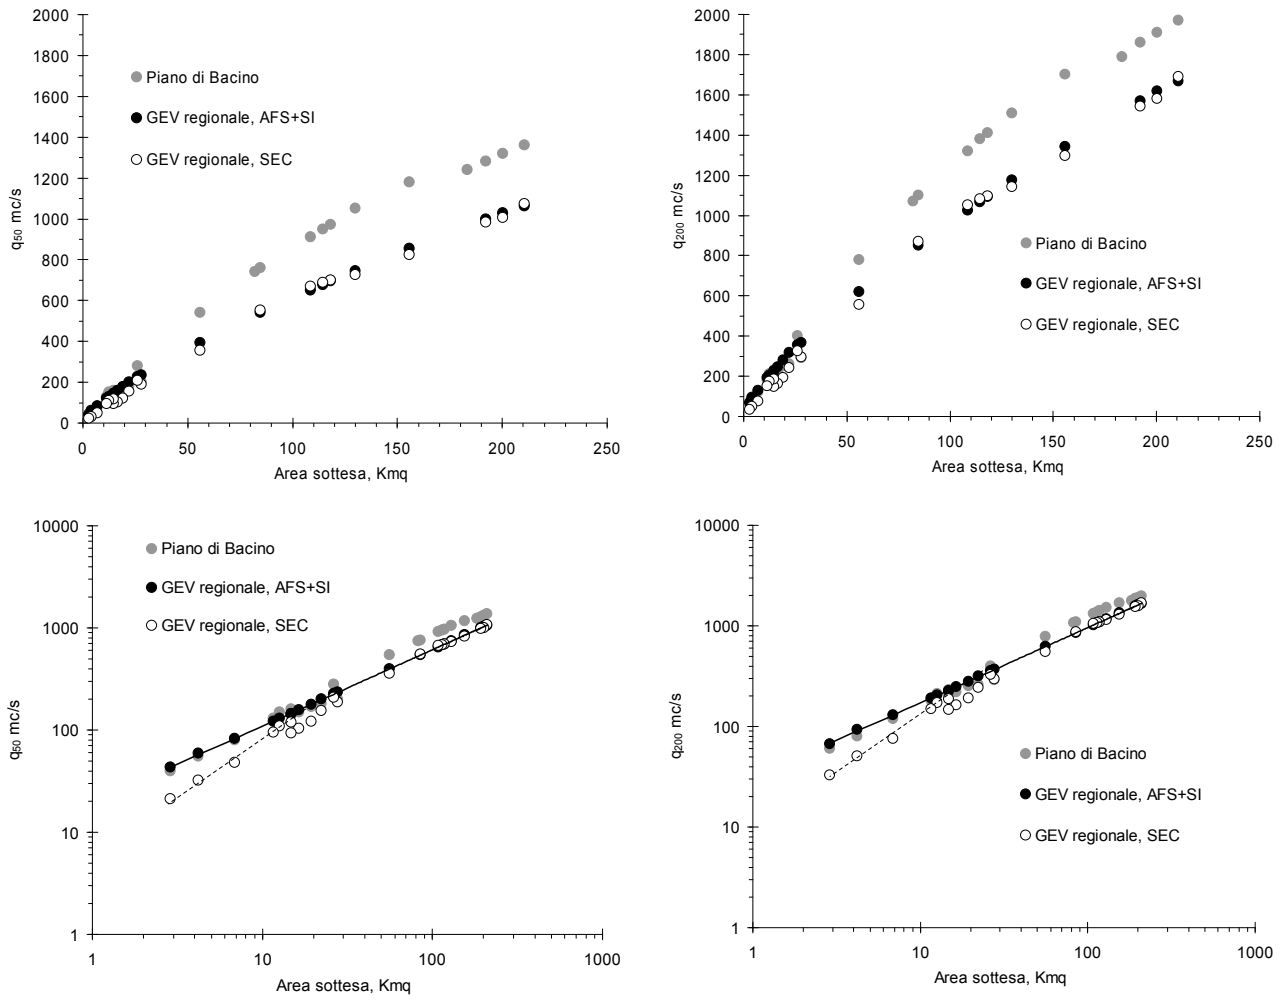 2000
1800
1600
1400
1200
1000
800
600
400
200
0
q50 mc/s
Piano di Bacino
GEV regionale, AFS+SI
GEV regionale, SEC
0 50 100 150 200 250
Area sottesa, Kmq
2000
1800
1600
1400
1200
1000
800
600
400
200
0
q200 mc/s
Piano di Bacino
GEV regionale, AFS+SI
GEV regionale, SEC
0 50 100 150 200 250
Area sottesa, Kmq
10000
1000
100
10
1
q50 mc/s
Piano di Bacino
GEV regionale, AFS+SI
GEV regionale, SEC
1 10 100 1000
Area sottesa, Kmq
10000
1000
100
10
1
q200 mc/s
Piano di Bacino
GEV regionale, AFS+SI
GEV regionale, SEC
1 10 100 1000
Area sottesa, Kmq